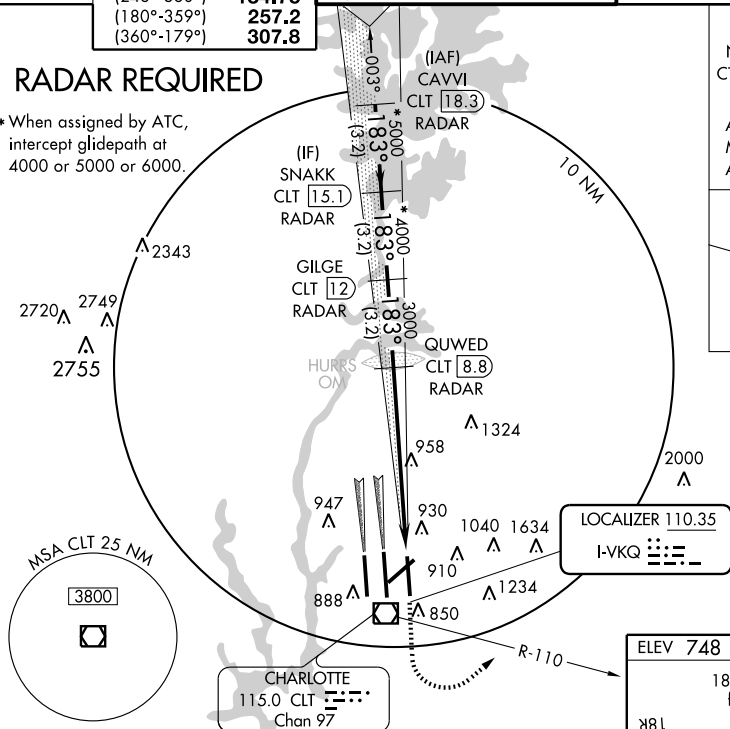 (180°-359°) 257.2
(360°-179°) 307.8
RADAR REQUIRED
* When assigned by ATC,
intercept glidepath at
4000 or 5000 or 6000.
003°
(IAF)
CAVVI
CLT 18.3
RADAR
* 5000
183°
(3.2)
(IF)
SNAKK
CLT 15.1
RADAR
* 4000
183°
(3.2)
10 NM
GILGE
CLT 12
RADAR
3000
183°
(3.2)
QUWED
CLT 8.8
RADAR
HURRS
OM
2343
2720
2749
2755
1324
958
2000
947
930
1040
1634
910
888
850
1234
LOCALIZER 110.35
I-VKQ
MSA CLT 25 NM
3800
R-110
CHARLOTTE
115.0 CLT
Chan 97
ELEV 748
18
18R